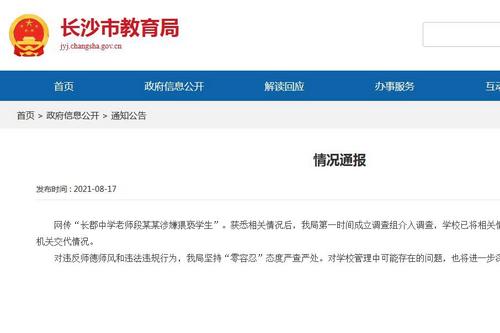 长沙市教育局
jyj.changsha.gov.cn
首页 政府信息公开 解读回应 办事服务 互动
首页 > 政府信息公开 > 通知公告
情况通报
发布时间：2021-08-17
网传“长郡中学老师段某某涉嫌猥亵学生”。获悉相关情况后，我局第一时间成立调查组介入调查，学校已将相关情
机关交代情况。
对违反师德师风和违法违规行为，我局坚持“零容忍”态度严查严处。对学校管理中可能存在的问题，也将进一步